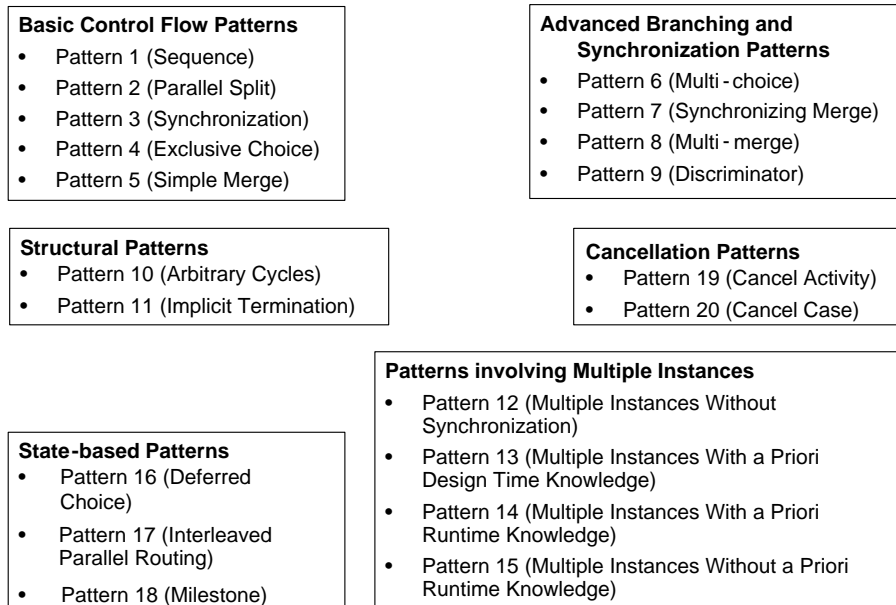 Basic Control Flow Patterns
• Pattern 1 (Sequence)
• Pattern 2 (Parallel Split)
• Pattern 3 (Synchronization)
• Pattern 4 (Exclusive Choice)
• Pattern 5 (Simple Merge)
Advanced Branching and
Synchronization Patterns
• Pattern 6 (Multi-choice)
• Pattern 7 (Synchronizing Merge)
• Pattern 8 (Multi-merge)
• Pattern 9 (Discriminator)
Structural Patterns
• Pattern 10 (Arbitrary Cycles)
• Pattern 11 (Implicit Termination)
Cancellation Patterns
• Pattern 19 (Cancel Activity)
• Pattern 20 (Cancel Case)
State-based Patterns
• Pattern 16 (Deferred
Choice)
• Pattern 17 (Interleaved
Parallel Routing)
• Pattern 18 (Milestone)
Patterns involving Multiple Instances
• Pattern 12 (Multiple Instances Without
Synchronization)
• Pattern 13 (Multiple Instances With a Priori
Design Time Knowledge)
• Pattern 14 (Multiple Instances With a Priori
Runtime Knowledge)
• Pattern 15 (Multiple Instances Without a Priori
Runtime Knowledge)